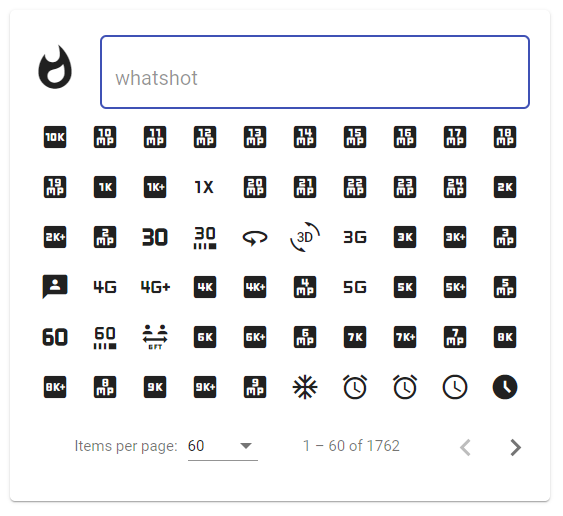 whatshot
10K 10 MP 11 MP 12 MP 13 MP 14 MP 15 MP 16 MP 17 MP 18 MP
19 MP 1K 1K+ 1X 20 MP 21 MP 22 MP 23 MP 24 MP 2K
2K+ 2 MP 30 30 3D 3G 3K 3K+ 3 MP
4G 4G+ 4K 4K+ 4 MP 5G 5K 5K+ 5 MP
60 60 6FT 6K 6K+ 6 MP 7K 7K+ 7 MP 8K
8K+ 8 MP 9K 9K+ 9 MP
Items per page: 60 1 – 60 of 1762